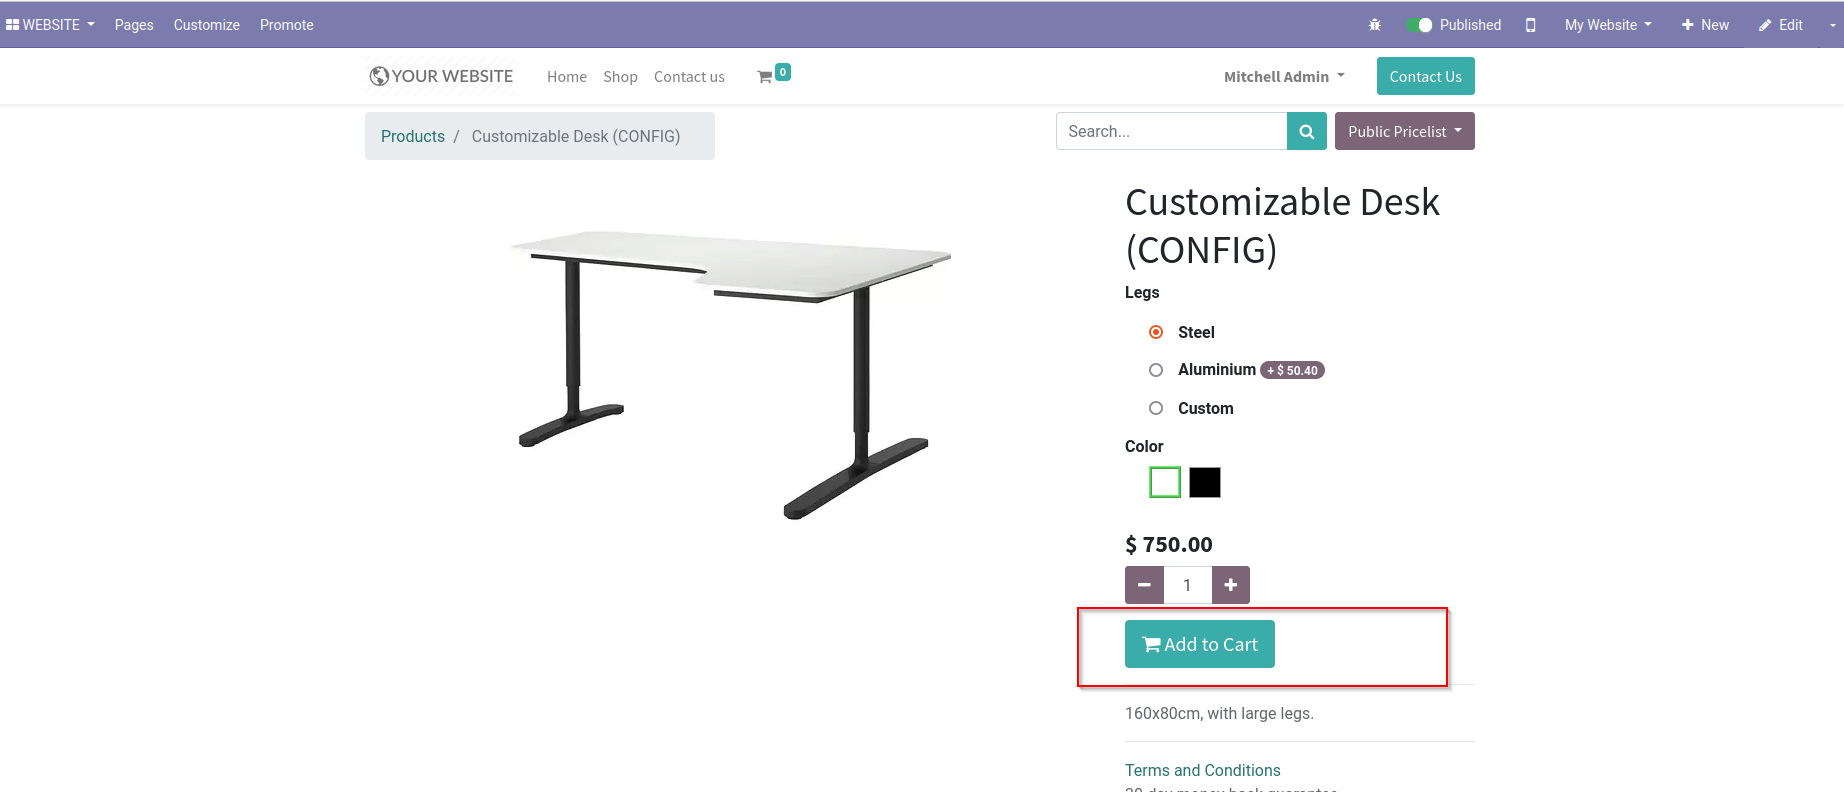 WEBSITE Pages Customize Promote Published My Website New Edit
YOUR WEBSITE Home Shop Contact us 0 Mitchell Admin Contact Us
Products / Customizable Desk (CONFIG) Search... Public Pricelist
Customizable Desk
(CONFIG)
Legs
Steel
Aluminium + $ 50.40
Custom
Color
$ 750.00
1
Add to Cart
160x80cm, with large legs.
Terms and Conditions